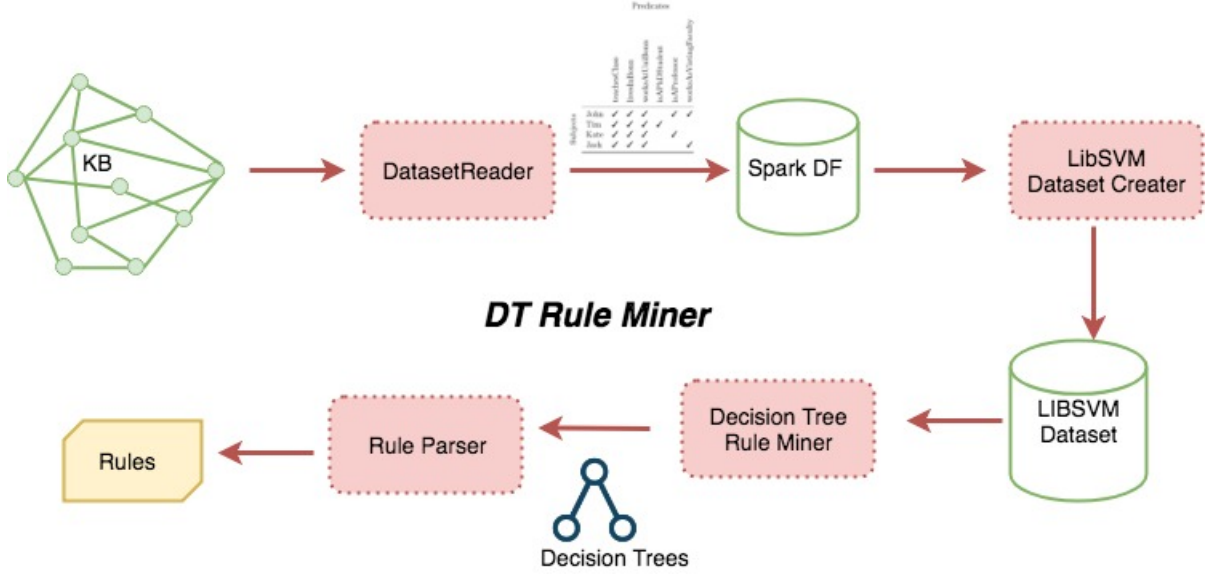 Predicates
teachesClass
livesInBonn
worksAtUniBonn
isAPhDStudent
isAProfessor
worksAsVisitingFaculty
Subjects
John ✓ ✓ ✓ ✓ ✓
Tim ✓ ✓ ✓ ✓
Kate ✓ ✓ ✓ ✓
Jack ✓ ✓ ✓ ✓
KB
DatasetReader
Spark DF
LibSVM
Dataset Creater
DT Rule Miner
Rules
Rule Parser
Decision Tree
Rule Miner
LIBSVM
Dataset
Decision Trees